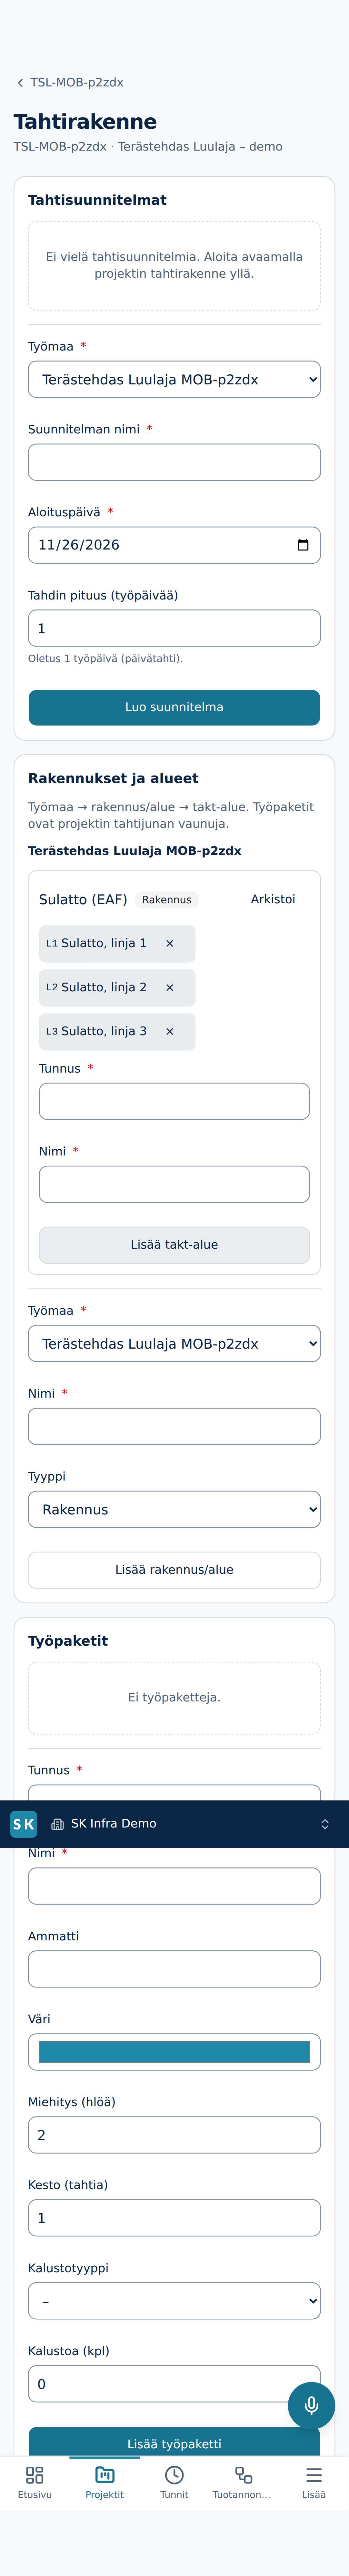 TSL-MOB-p2zdx
Tahtirakenne
TSL-MOB-p2zdx · Terästehdas Luulaja – demo
Tahtisuunnitelmat
Ei vielä tahtisuunnitelmia. Aloita avaamalla
projektin tahtirakenne yllä.
Työmaa *
Terästehdas Luulaja MOB-p2zdx
Suunnitelman nimi *
Aloituspäivä *
11/26/2026
Tahdin pituus (työpäivää)
1
Oletus 1 työpäivä (päivätahti).
Luo suunnitelma
Rakennukset ja alueet
Työmaa → rakennus/alue → takt-alue. Työpaketit
ovat projektin tahtijunan vaunuja.
Terästehdas Luulaja MOB-p2zdx
Sulatto (EAF) Rakennus Arkistoi
L1 Sulatto, linja 1 ×
L2 Sulatto, linja 2 ×
L3 Sulatto, linja 3 ×
Tunnus *
Nimi *
Lisää takt-alue
Työmaa *
Terästehdas Luulaja MOB-p2zdx
Nimi *
Tyyppi
Rakennus
Lisää rakennus/alue
Työpaketit
Ei työpaketteja.
Tunnus *
SK SK Infra Demo
Nimi *
Ammatti
Väri
Miehitys (hlöä)
2
Kesto (tahtia)
1
Kalustotyyppi
–
Kalustoa (kpl)
0
Lisää työpaketti
Etusivu Projektit Tunnit Tuotannon... Lisää